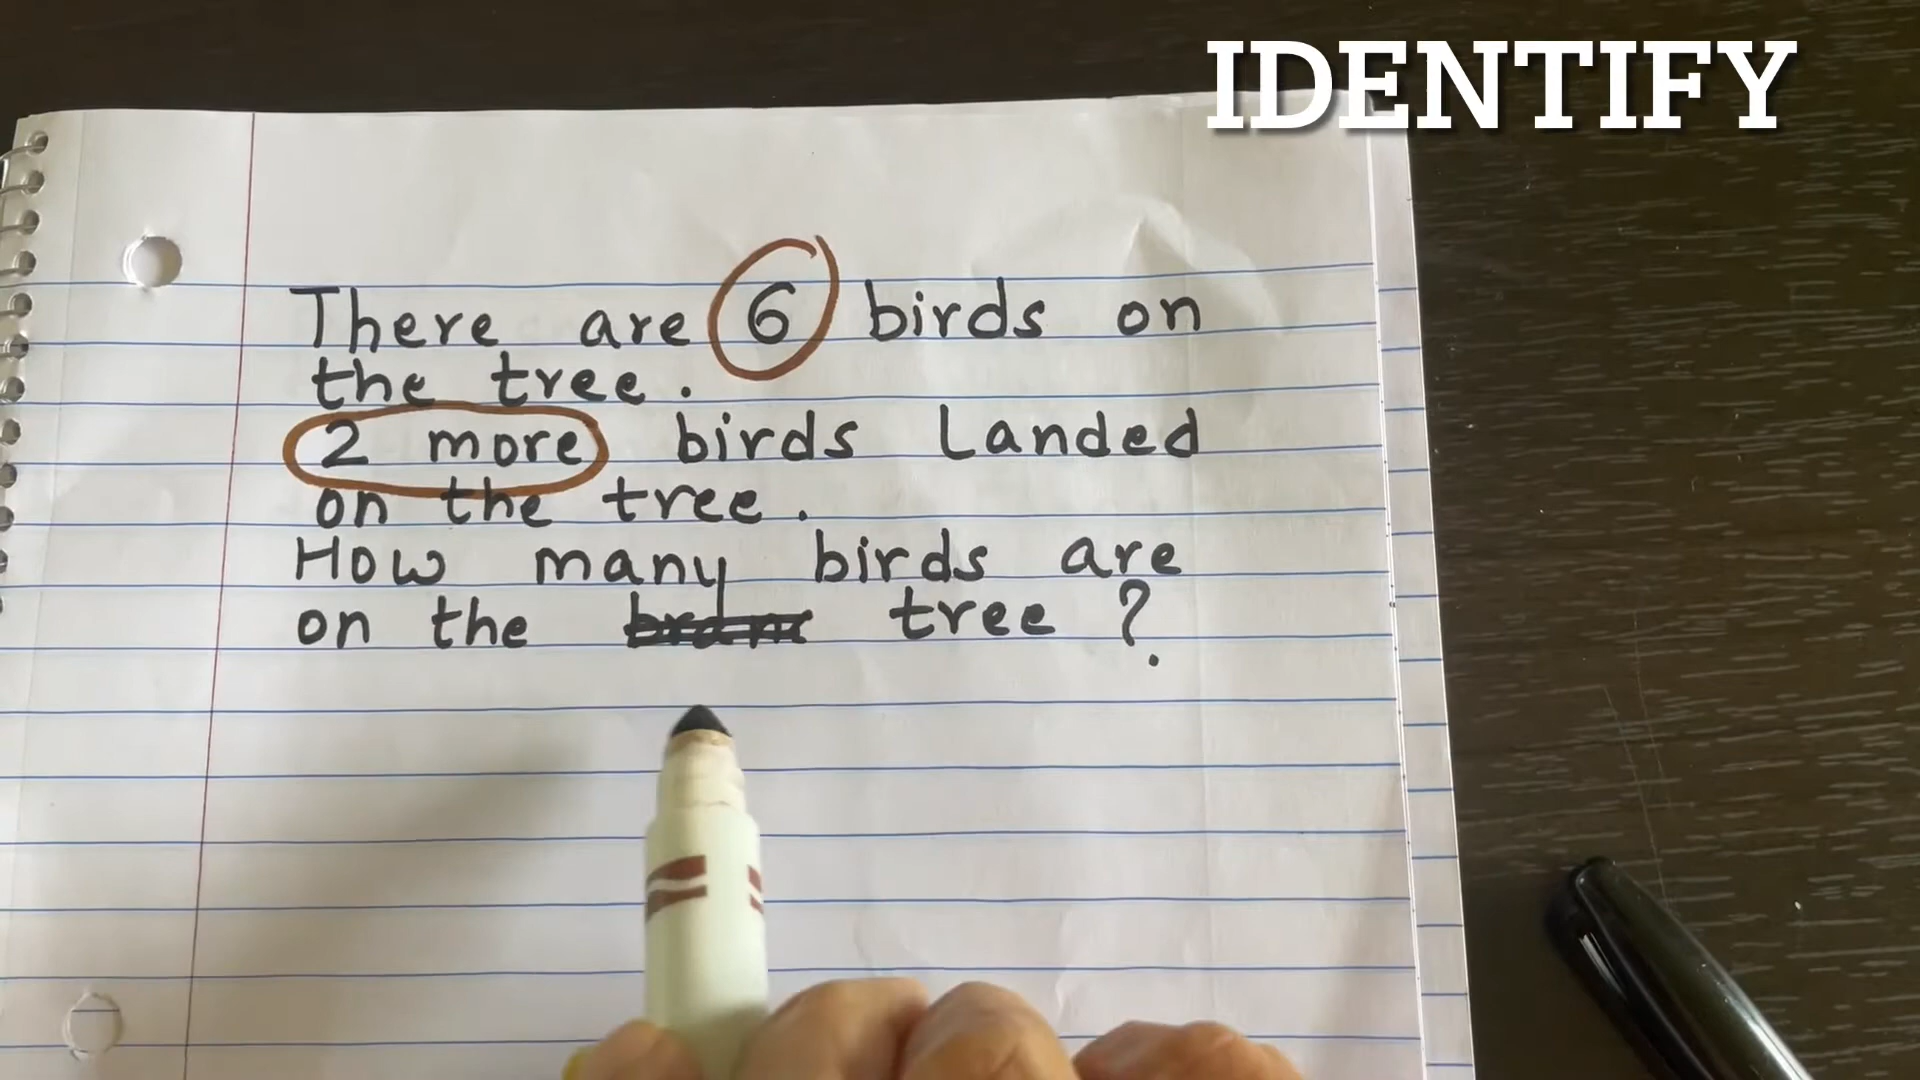 IDENTIFY
There are 6 birds on
the tree.
2 more birds Landed
on the tree.
How many birds are
on the tree?